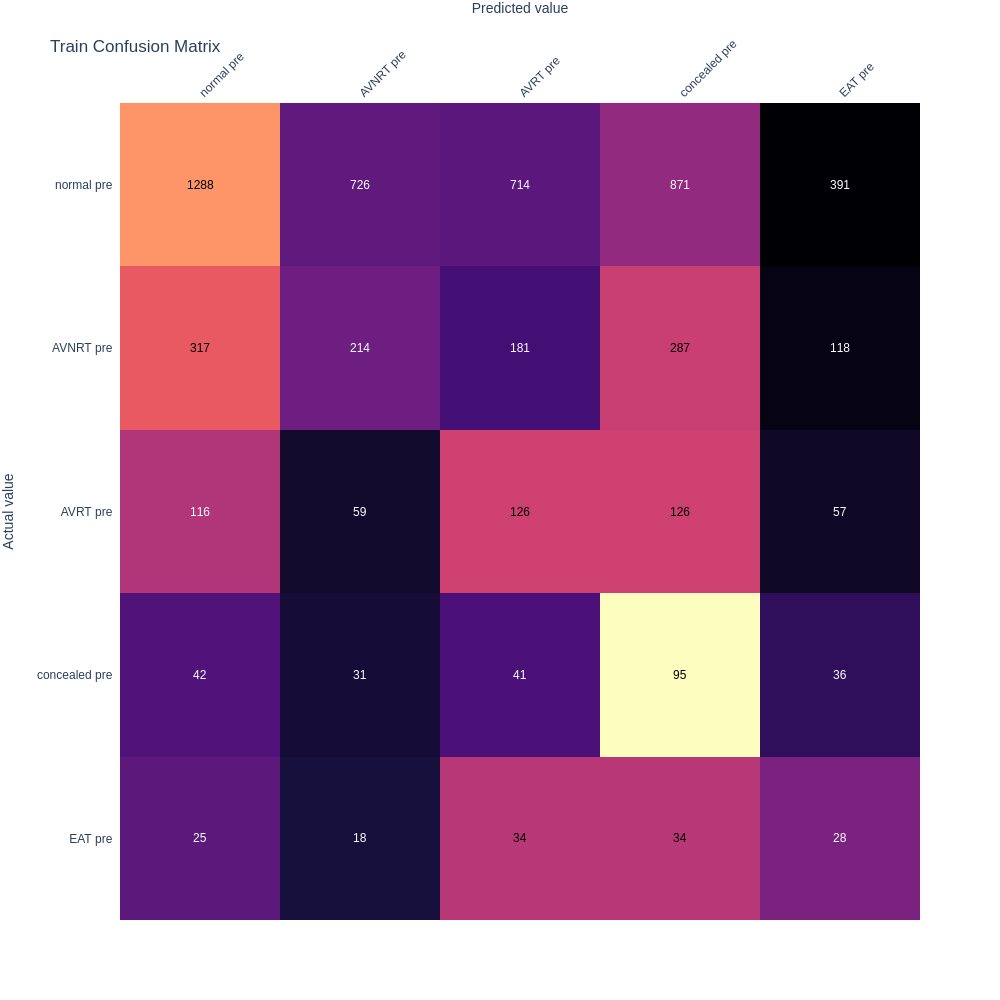 Predicted value
Train Confusion Matrix
normal pre AVNRT pre AVRT pre concealed pre EAT pre
normal pre 1288 726 714 871 391
AVNRT pre 317 214 181 287 118
AVRT pre 116 59 126 126 57
Actual value
concealed pre 42 31 41 95 36
EAT pre 25 18 34 34 28